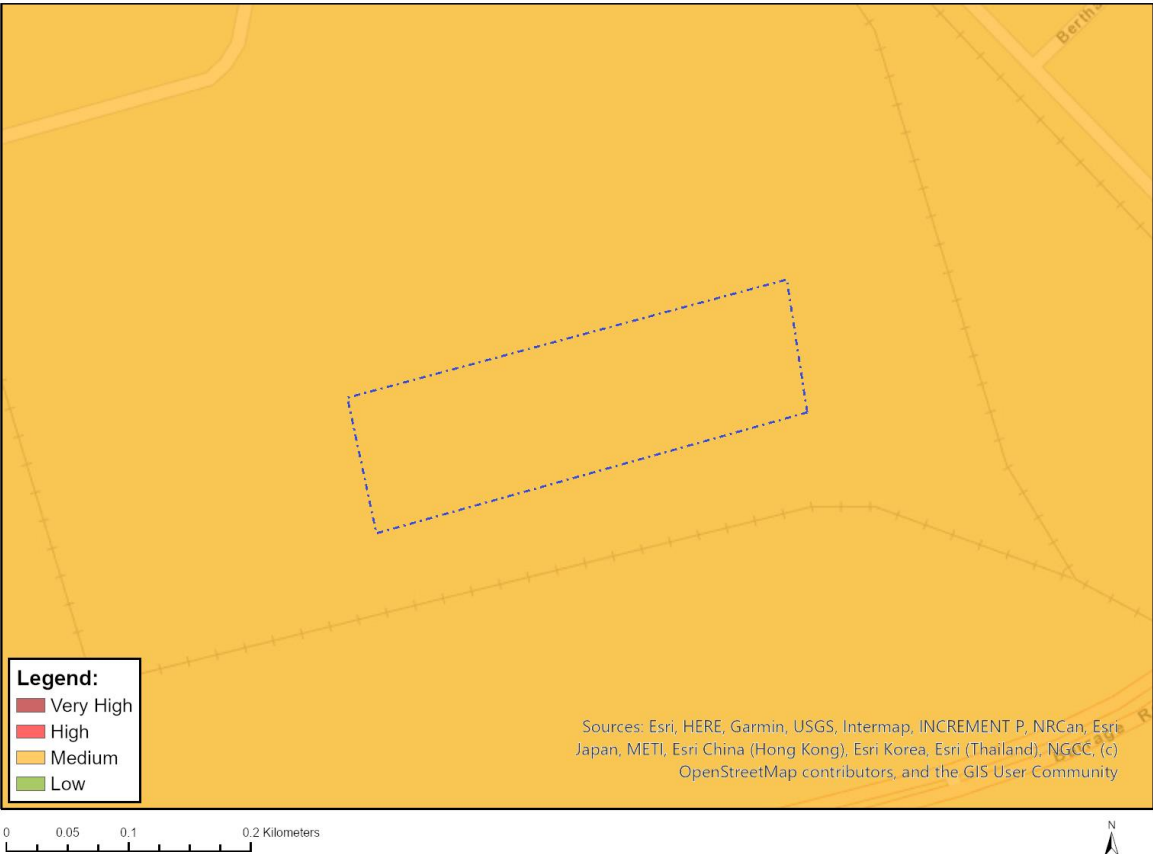 Legend:
Very High
High
Medium
Low
Sources: Esri, HERE, Garmin, USGS, Intermap, INCREMENT P, NRCan, Esri
Japan, METI, Esri China (Hong Kong), Esri Korea, Esri (Thailand), NGCC, (c)
OpenStreetMap contributors, and the GIS User Community
0 0.05 0.1 0.2 Kilometers
N